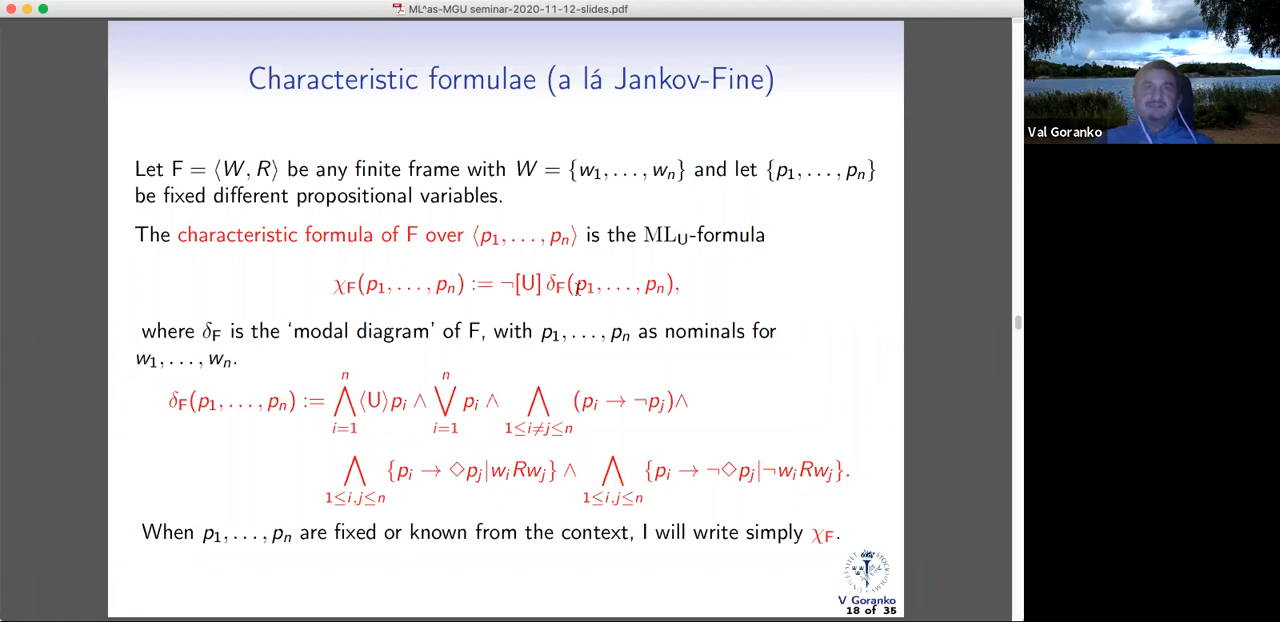 ML^as-MGU seminar-2020-11-12-slides.pdf
Characteristic formulae (a lá Jankov-Fine)
Let F = ⟨W, R⟩ be any finite frame with W = {w₁, . . . , wₙ} and let {p₁, . . . , pₙ}
be fixed different propositional variables.
The characteristic formula of F over ⟨p₁, . . . , pₙ⟩ is the ML_U-formula
χ_F(p₁, . . . , pₙ) := ¬[U] δ_F(p₁, . . . , pₙ),
where δ_F is the ‘modal diagram’ of F, with p₁, . . . , pₙ as nominals for
w₁, . . . , wₙ.
δ_F(p₁, . . . , pₙ) := ⋀_{i=1}^{n} ⟨U⟩pᵢ ∧ ⋁_{i=1}^{n} pᵢ ∧ ⋀_{1≤i≠j≤n} (pᵢ → ¬pⱼ)∧
⋀_{1≤i,j≤n} {pᵢ → ◇pⱼ|wᵢRwⱼ} ∧ ⋀_{1≤i,j≤n} {pᵢ → ¬◇pⱼ|¬wᵢRwⱼ}.
When p₁, . . . , pₙ are fixed or known from the context, I will write simply χ_F.
V Goranko
18 of 35
Val Goranko